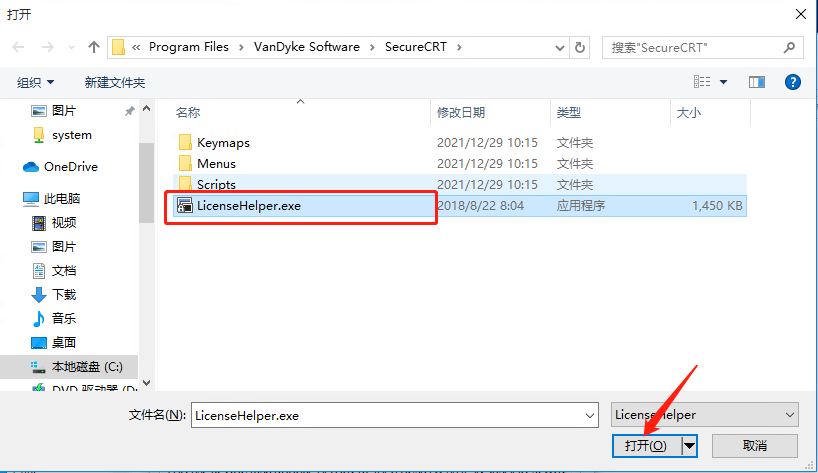 打开
« Program Files > VanDyke Software > SecureCRT >
搜索"SecureCRT"
组织 新建文件夹
图片
system
OneDrive
此电脑
视频
图片
文档
下载
音乐
桌面
本地磁盘 (C:)
DVD 驱动器 (D:
名称 修改日期 类型 大小
Keymaps 2021/12/29 10:15 文件夹
Menus 2021/12/29 10:15 文件夹
Scripts 2021/12/29 10:15 文件夹
LicenseHelper.exe 2018/8/22 8:04 应用程序 1,450 KB
文件名(N): LicenseHelper.exe LicenseHelper
打开(O) 取消